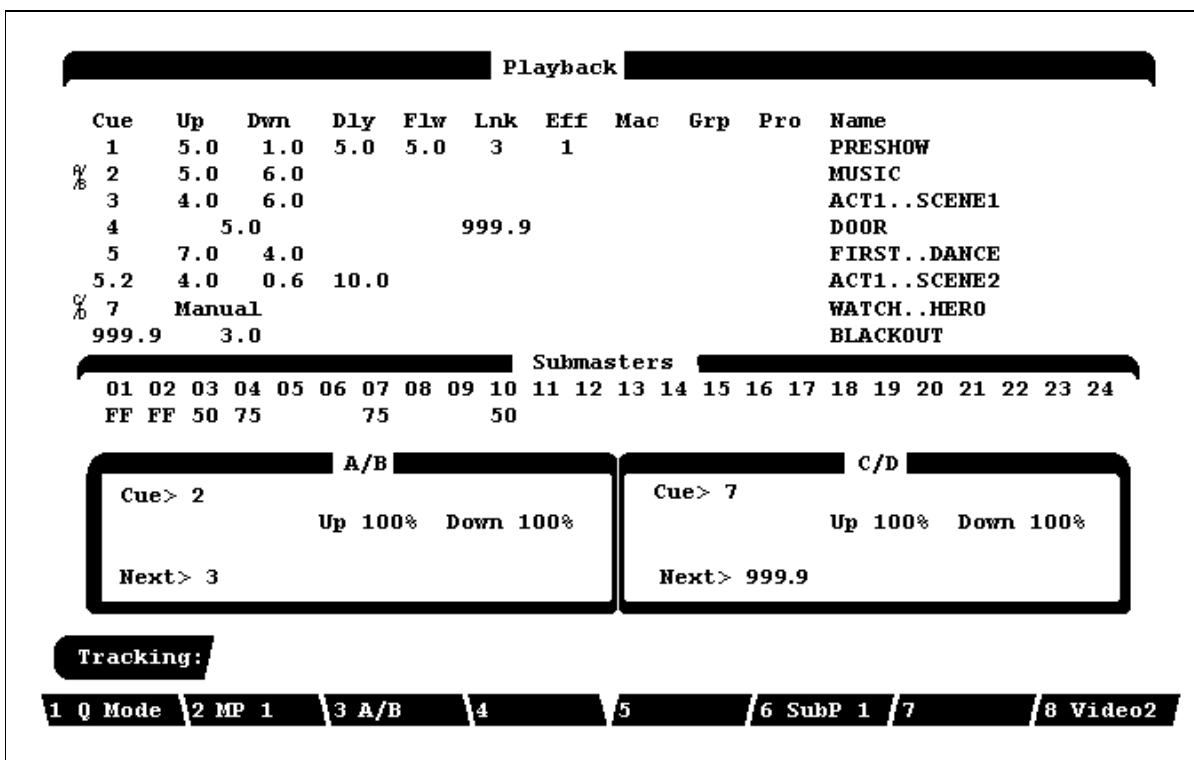 Playback
Cue Up Dwn Dly Flw Lnk Eff Mac Grp Pro Name
1 5.0 1.0 5.0 5.0 3 1 PRESHOW
A/B 2 5.0 6.0 MUSIC
3 4.0 6.0 ACT1..SCENE1
4 5.0 999.9 DOOR
5 7.0 4.0 FIRST..DANCE
5.2 4.0 0.6 10.0 ACT1..SCENE2
C/D 7 Manual WATCH..HERO
999.9 3.0 BLACKOUT
Submasters
01 02 03 04 05 06 07 08 09 10 11 12 13 14 15 16 17 18 19 20 21 22 23 24
FF FF 50 75 75 50
A/B
Cue> 2
Up 100% Down 100%
Next> 3
C/D
Cue> 7
Up 100% Down 100%
Next> 999.9
Tracking:
1 Q Mode 2 MP 1 3 A/B 4 5 6 SubP 1 7 8 Video2